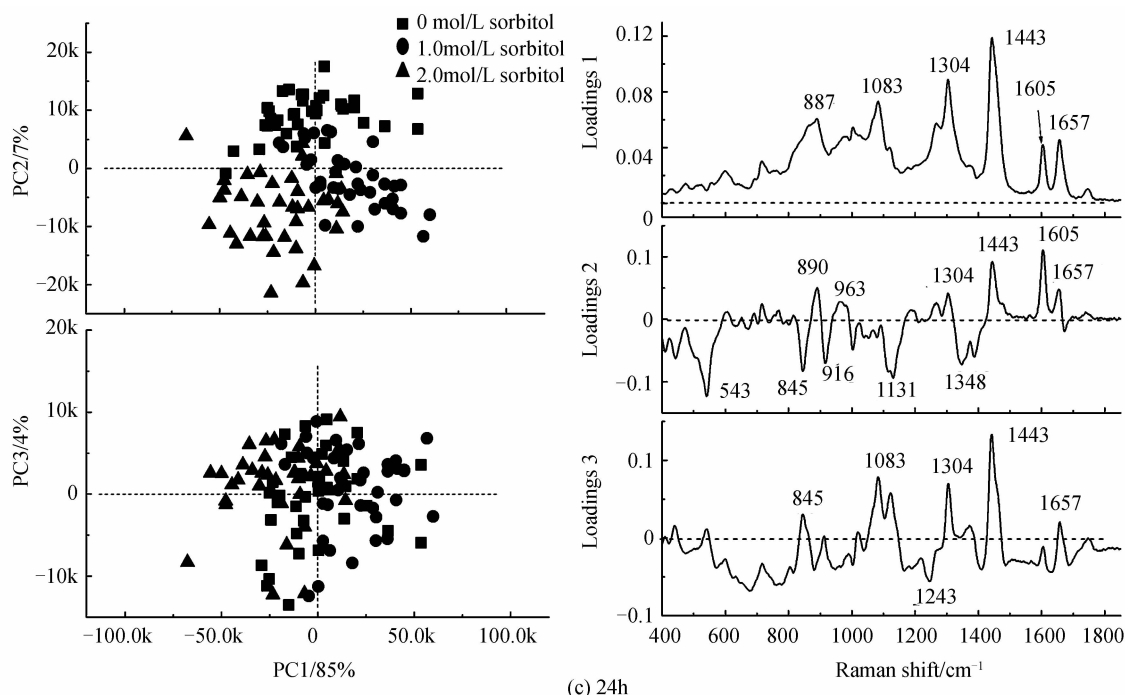 ■ 0 mol/L sorbitol
● 1.0mol/L sorbitol
▲ 2.0mol/L sorbitol
20k
10k
0
−10k
−20k
PC2/7%
20k
10k
0
−10k
PC3/4%
−100.0k
−50.0k
0
50.0k
100.0k
PC1/85%
0.12
0.08
0.04
0
Loadings 1
887
1083
1304
1443
1605
1657
0.1
0
−0.1
Loadings 2
543
845
890
916
963
1131
1304
1348
1443
1605
1657
0.1
0
−0.1
Loadings 3
845
1083
1243
1304
1443
1657
400
600
800
1000
1200
1400
1600
1800
Raman shift/cm⁻¹
(c) 24h